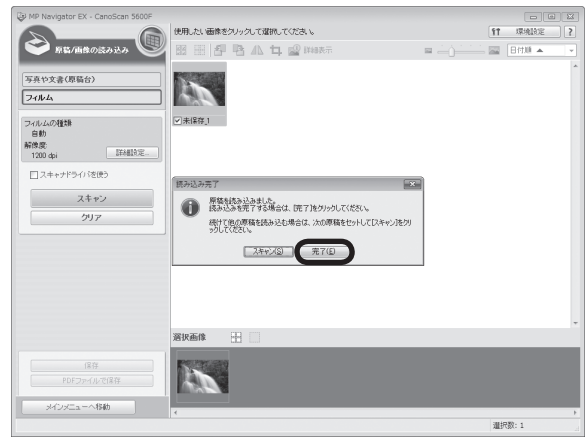 MP Navigator EX - CanoScan 5600F
原稿/画像の読み込み
使用したい画像をクリックして選択してください。
環境設定
?
詳細表示
日付順 ▲
写真や文書(原稿台)
フィルム
フィルムの種類
自動
解像度:
1200 dpi
詳細設定...
スキャナドライバを使う
スキャン
クリア
未保存_1
読み込み完了
原稿を読み込みました。
読み込みを完了する場合は、[完了]をクリックしてください。
続けて他の原稿を読み込む場合は、次の原稿をセットして[スキャン]をクリ
ックしてください。
スキャン(S)
完了(E)
選択画像
保存
PDFファイルで保存
メインメニューへ移動
選択数: 1